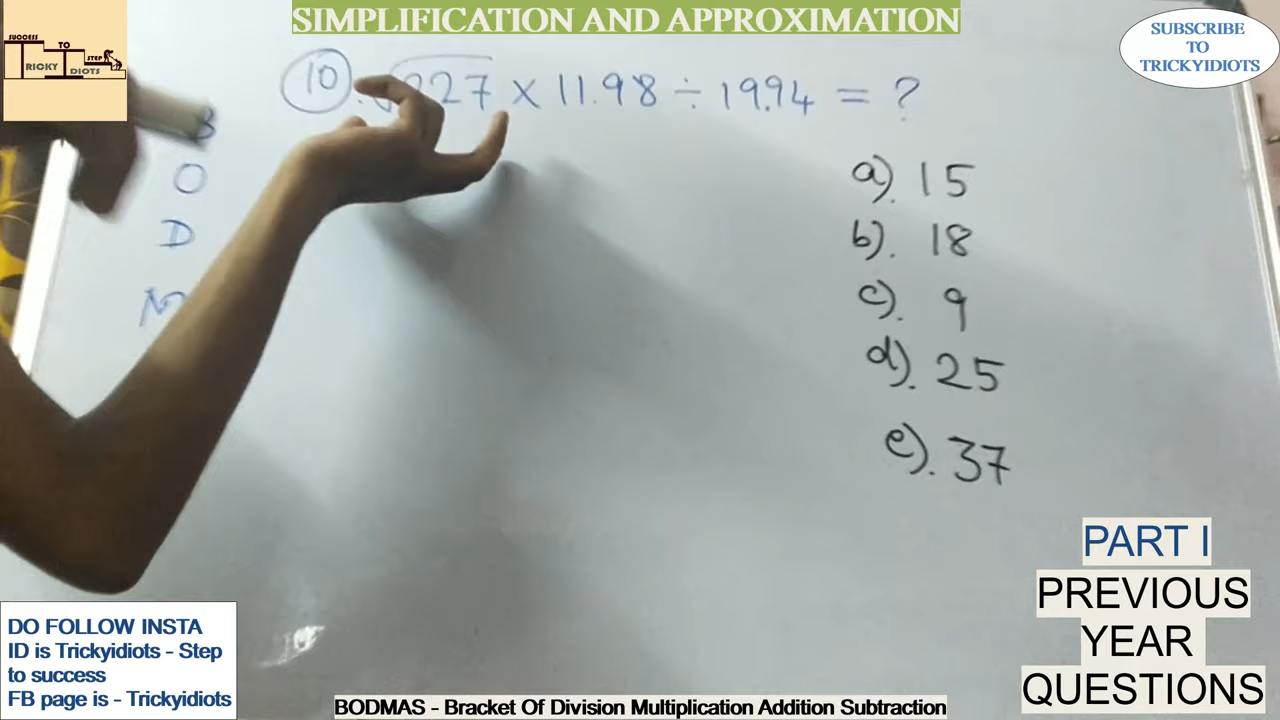 SIMPLIFICATION AND APPROXIMATION
SUCCESS
TO
STEP
TRICKY IDIOTS
SUBSCRIBE
TO
TRICKYIDIOTS
10 √227 × 11.98 ÷ 19.94 = ?
B
O
D
M
a). 15
b). 18
c). 9
d). 25
e). 37
PART I
PREVIOUS
YEAR
QUESTIONS
DO FOLLOW INSTA
ID is Trickyidiots - Step
to success
FB page is - Trickyidiots
BODMAS - Bracket Of Division Multiplication Addition Subtraction